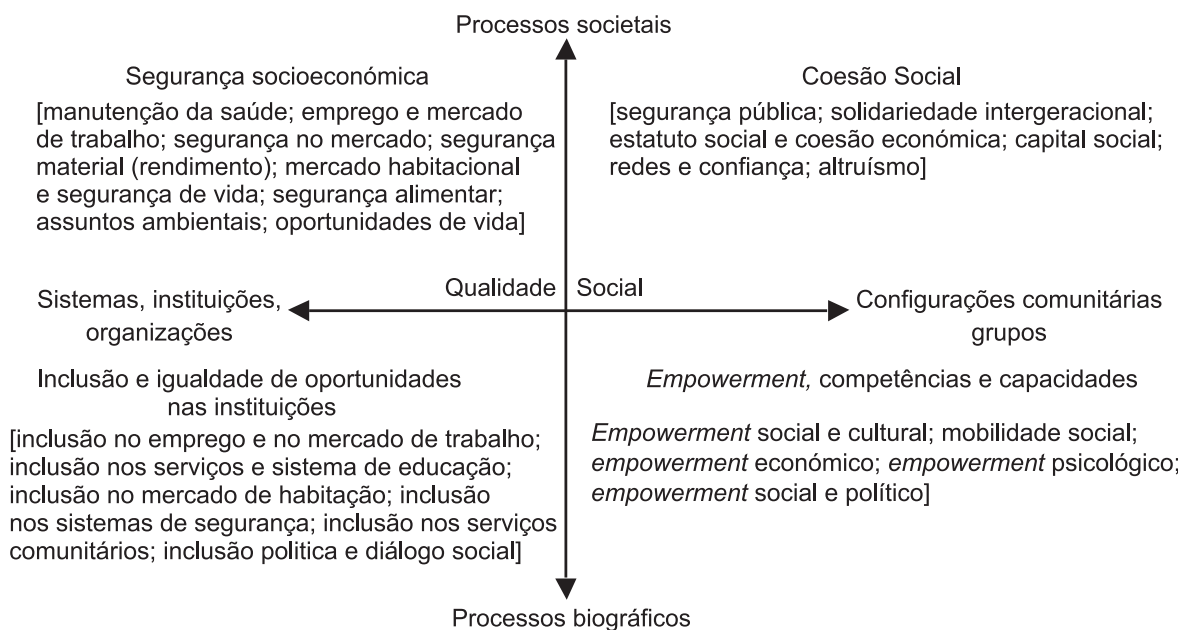 Processos societais
Segurança socioeconómica
[manutenção da saúde; emprego e mercado
de trabalho; segurança no mercado; segurança
material (rendimento); mercado habitacional
e segurança de vida; segurança alimentar;
assuntos ambientais; oportunidades de vida]
Coesão Social
[segurança pública; solidariedade intergeracional;
estatuto social e coesão económica; capital social;
redes e confiança; altruísmo]
Sistemas, instituições,
organizações
Qualidade Social
Configurações comunitárias
grupos
Inclusão e igualdade de oportunidades
nas instituições
[inclusão no emprego e no mercado de trabalho;
inclusão nos serviços e sistema de educação;
inclusão no mercado de habitação; inclusão
nos sistemas de segurança; inclusão nos serviços
comunitários; inclusão politica e diálogo social]
Empowerment, competências e capacidades
Empowerment social e cultural; mobilidade social;
empowerment económico; empowerment psicológico;
empowerment social e político]
Processos biográficos